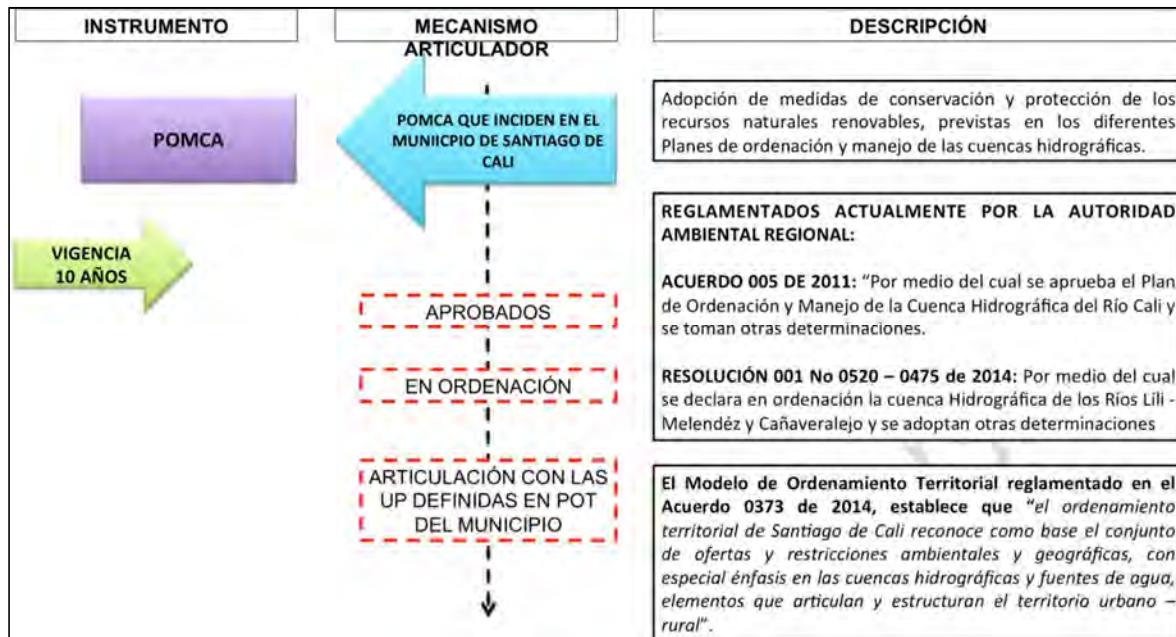 INSTRUMENTO
MECANISMO
ARTICULADOR
DESCRIPCIÓN
POMCA
POMCA QUE INCIDEN EN EL
MUNIICPIO DE SANTIAGO DE
CALI
Adopción de medidas de conservación y protección de los
recursos naturales renovables, previstas en los diferentes
Planes de ordenación y manejo de las cuencas hidrográficas.
VIGENCIA
10 AÑOS
APROBADOS
EN ORDENACIÓN
ARTICULACIÓN CON LAS
UP DEFINIDAS EN POT
DEL MUNICIPIO
REGLAMENTADOS ACTUALMENTE POR LA AUTORIDAD
AMBIENTAL REGIONAL:
ACUERDO 005 DE 2011: “Por medio del cual se aprueba el Plan
de Ordenación y Manejo de la Cuenca Hidrográfica del Río Cali y
se toman otras determinaciones.
RESOLUCIÓN 001 No 0520 – 0475 de 2014: Por medio del cual
se declara en ordenación la cuenca Hidrográfica de los Ríos Lili -
Melendéz y Cañaveralejo y se adoptan otras determinaciones
El Modelo de Ordenamiento Territorial reglamentado en el
Acuerdo 0373 de 2014, establece que “el ordenamiento
territorial de Santiago de Cali reconoce como base el conjunto
de ofertas y restricciones ambientales y geográficas, con
especial énfasis en las cuencas hidrográficas y fuentes de agua,
elementos que articulan y estructuran el territorio urbano –
rural”.